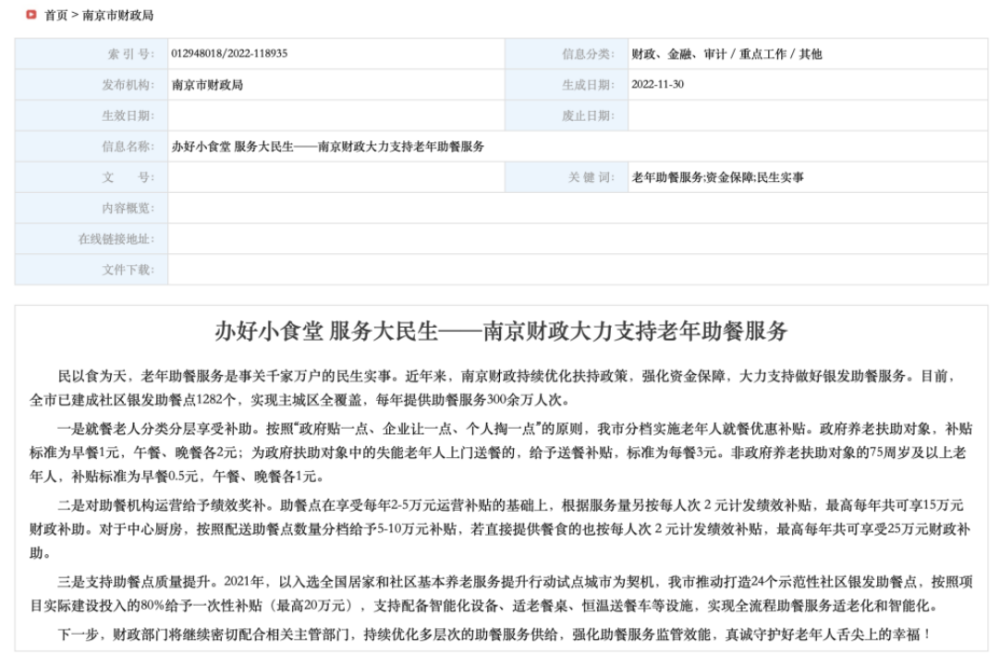 首页 > 南京市财政局
索 引 号： 012948018/2022-118935 信息分类： 财政、金融、审计 / 重点工作 / 其他
发布机构： 南京市财政局 生成日期： 2022-11-30
生效日期： 废止日期：
信息名称： 办好小食堂 服务大民生——南京财政大力支持老年助餐服务
文 号： 关 键 词： 老年助餐服务;资金保障;民生实事
内容概览：
在线链接地址：
文件下载：
办好小食堂 服务大民生——南京财政大力支持老年助餐服务
民以食为天，老年助餐服务是事关千家万户的民生实事。近年来，南京财政持续优化扶持政策，强化资金保障，大力支持做好银发助餐服务。目前，
全市已建成社区银发助餐点1282个，实现主城区全覆盖，每年提供助餐服务300余万人次。
一是就餐老人分类分层享受补助。按照“政府贴一点、企业让一点、个人掏一点”的原则，我市分档实施老年人就餐优惠补贴。政府养老扶助对象，补贴
标准为早餐1元，午餐、晚餐各2元；为政府扶助对象中的失能老年人上门送餐的，给予送餐补贴，标准为每餐3元。非政府养老扶助对象的75周岁及以上老
年人，补贴标准为早餐0.5元，午餐、晚餐各1元。
二是对助餐机构运营给予绩效奖补。助餐点在享受每年2-5万元运营补贴的基础上，根据服务量另按每人次 2 元计发绩效补贴，最高每年共可享15万元
财政补助。对于中心厨房，按照配送助餐点数量分档给予5-10万元补贴，若直接提供餐食的也按每人次 2 元计发绩效补贴，最高每年共可享受25万元财政补
助。
三是支持助餐点质量提升。2021年，以入选全国居家和社区基本养老服务提升行动试点城市为契机，我市推动打造24个示范性社区银发助餐点，按照项
目实际建设投入的80%给予一次性补贴（最高20万元），支持配备智能化设备、适老餐桌、恒温送餐车等设施，实现全流程助餐服务适老化和智能化。
下一步，财政部门将继续密切配合相关主管部门，持续优化多层次的助餐服务供给，强化助餐服务监管效能，真诚守护好老年人舌尖上的幸福！